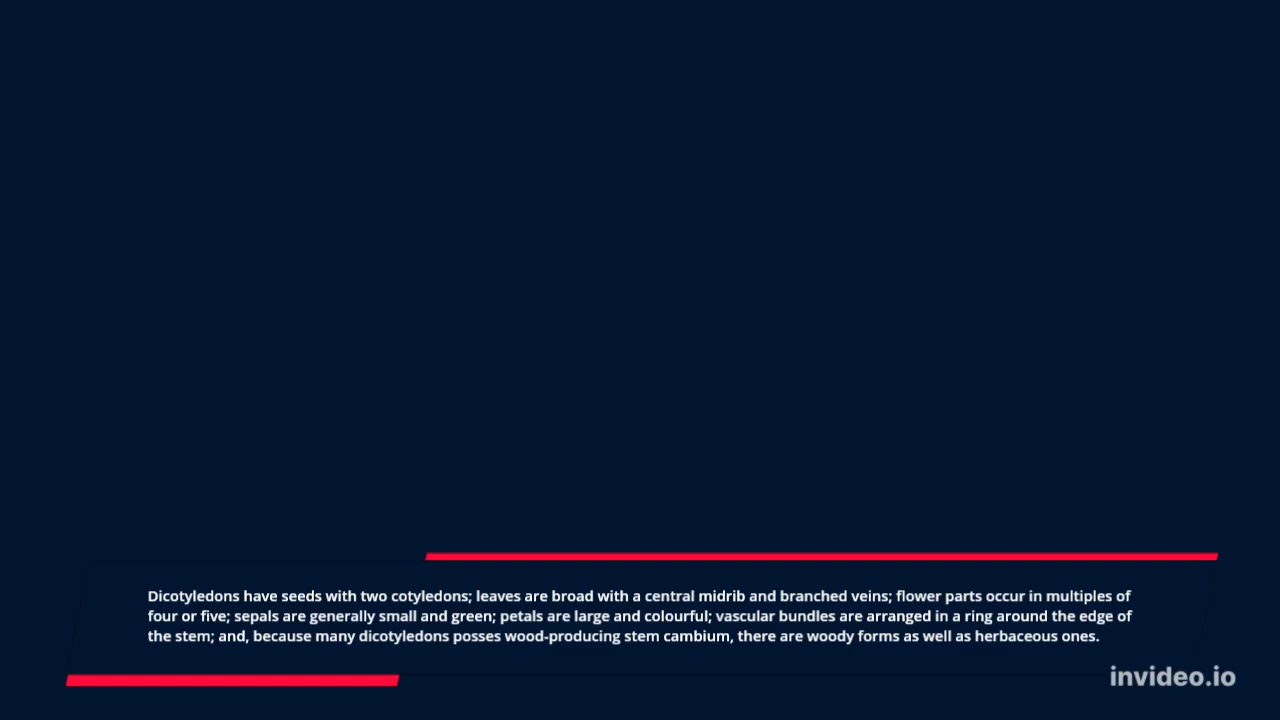 Dicotyledons have seeds with two cotyledons; leaves are broad with a central midrib and branched veins; flower parts occur in multiples of
four or five; sepals are generally small and green; petals are large and colourful; vascular bundles are arranged in a ring around the edge of
the stem; and, because many dicotyledons posses wood-producing stem cambium, there are woody forms as well as herbaceous ones.
invideo.io